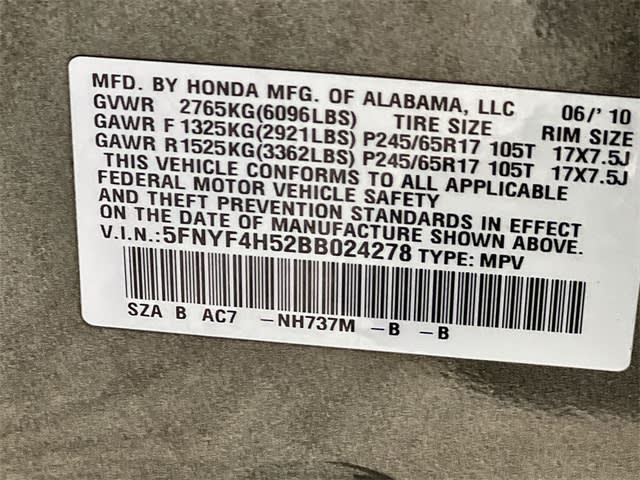 MFD. BY HONDA MFG. OF ALABAMA, LLC 06/' 10
GVWR 2765KG(6096LBS) TIRE SIZE RIM SIZE
GAWR F 1325KG(2921LBS) P245/65R17 105T 17X7.5J
GAWR R 1525KG(3362LBS) P245/65R17 105T 17X7.5J
THIS VEHICLE CONFORMS TO ALL APPLICABLE
FEDERAL MOTOR VEHICLE SAFETY
AND THEFT PREVENTION STANDARDS IN EFFECT
ON THE DATE OF MANUFACTURE SHOWN ABOVE.
V.I.N.:5FNYF4H52BB024278 TYPE: MPV
SZA B AC7 -NH737M -B -B